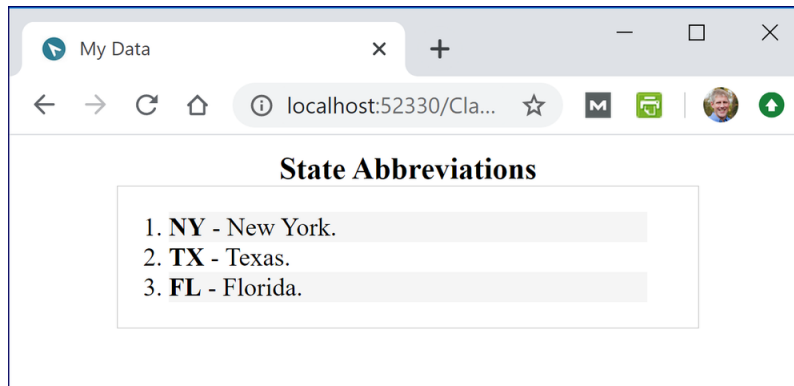 My Data
localhost:52330/Cla...
State Abbreviations
1. NY - New York.
2. TX - Texas.
3. FL - Florida.